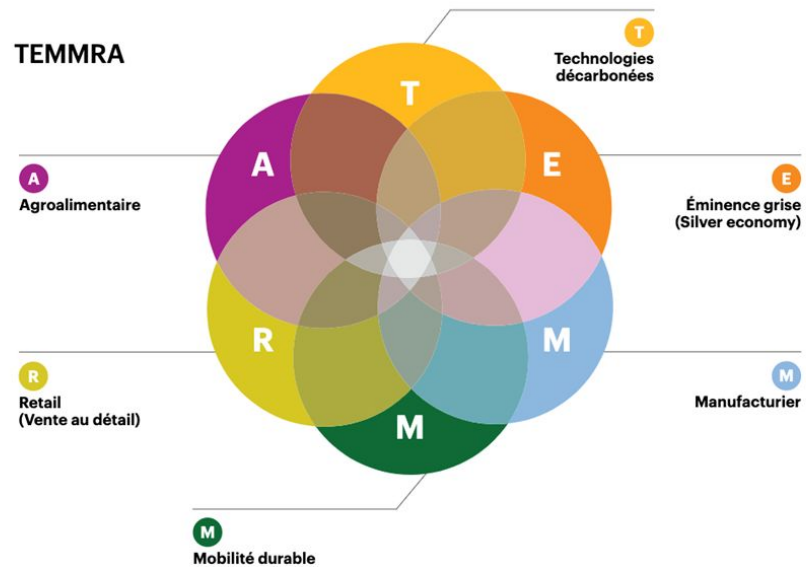 TEMMRA
T
Technologies
décarbonées
T
A
E
A
Agroalimentaire
E
Éminence grise
(Silver economy)
R
M
R
Retail
(Vente au détail)
M
Manufacturier
M
M
Mobilité durable